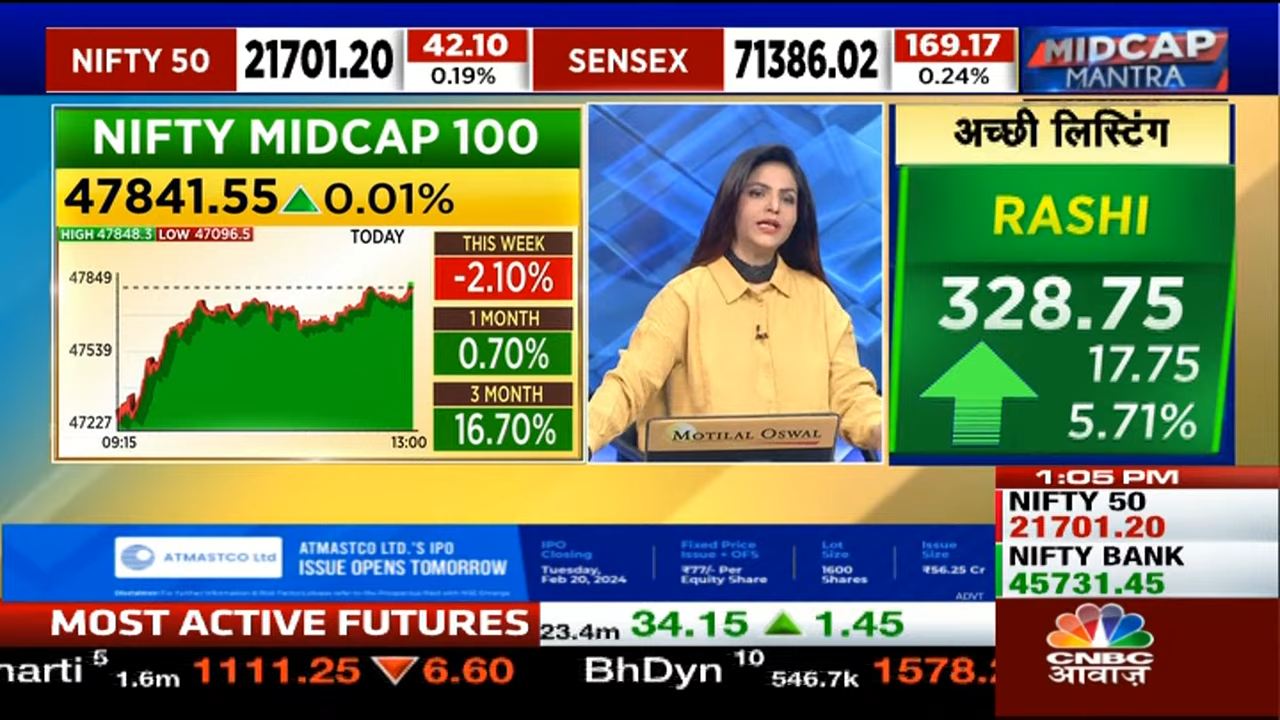 NIFTY 50 21701.20 42.10 0.19% SENSEX 71386.02 169.17 0.24%
MIDCAP
MANTRA
NIFTY MIDCAP 100
47841.55 0.01%
HIGH 47848.3 LOW 47096.5
TODAY
47849
47539
47227
09:15 13:00
THIS WEEK
-2.10%
1 MONTH
0.70%
3 MONTH
16.70%
MOTILAL OSWAL
अच्छी लिस्टिंग
RASHI
328.75
17.75
5.71%
1:05 PM
NIFTY 50
21701.20
NIFTY BANK
45731.45
ATMASTCO Ltd
ATMASTCO LTD.'S IPO
ISSUE OPENS TOMORROW
IPO
Closing
Tuesday,
Feb 20, 2024
Fixed Price
Issue + OFS
₹77/- Per
Equity Share
Lot
Size
1600
Shares
Issue
Size
₹56.25 Cr
ADVT
MOST ACTIVE FUTURES 23.4m 34.15 1.45
harti 5 1.6m 1111.25 6.60 BhDyn 10 546.7k 1578.2
CNBC
आवाज़